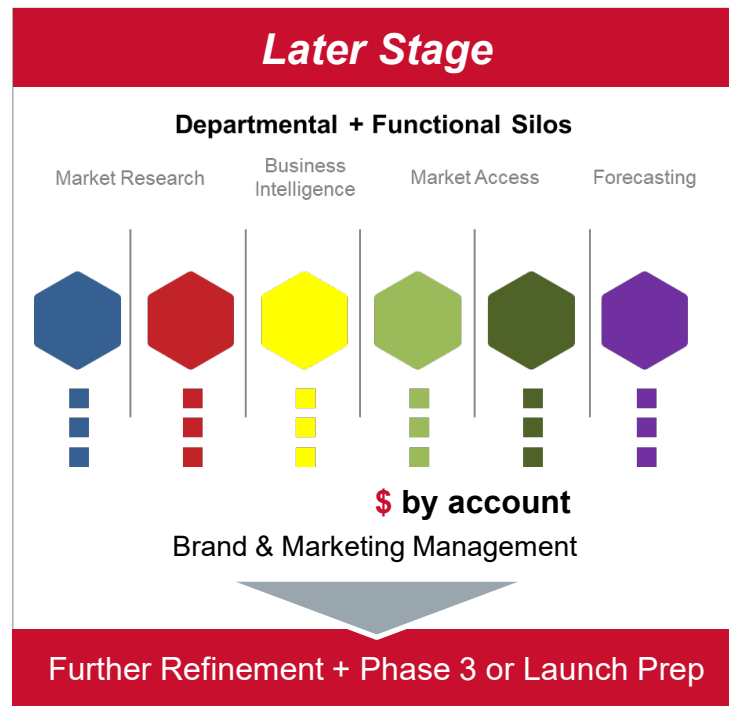 Later Stage
Departmental + Functional Silos
Market Research
Business
Intelligence
Market Access
Forecasting
$ by account
Brand & Marketing Management
Further Refinement + Phase 3 or Launch Prep